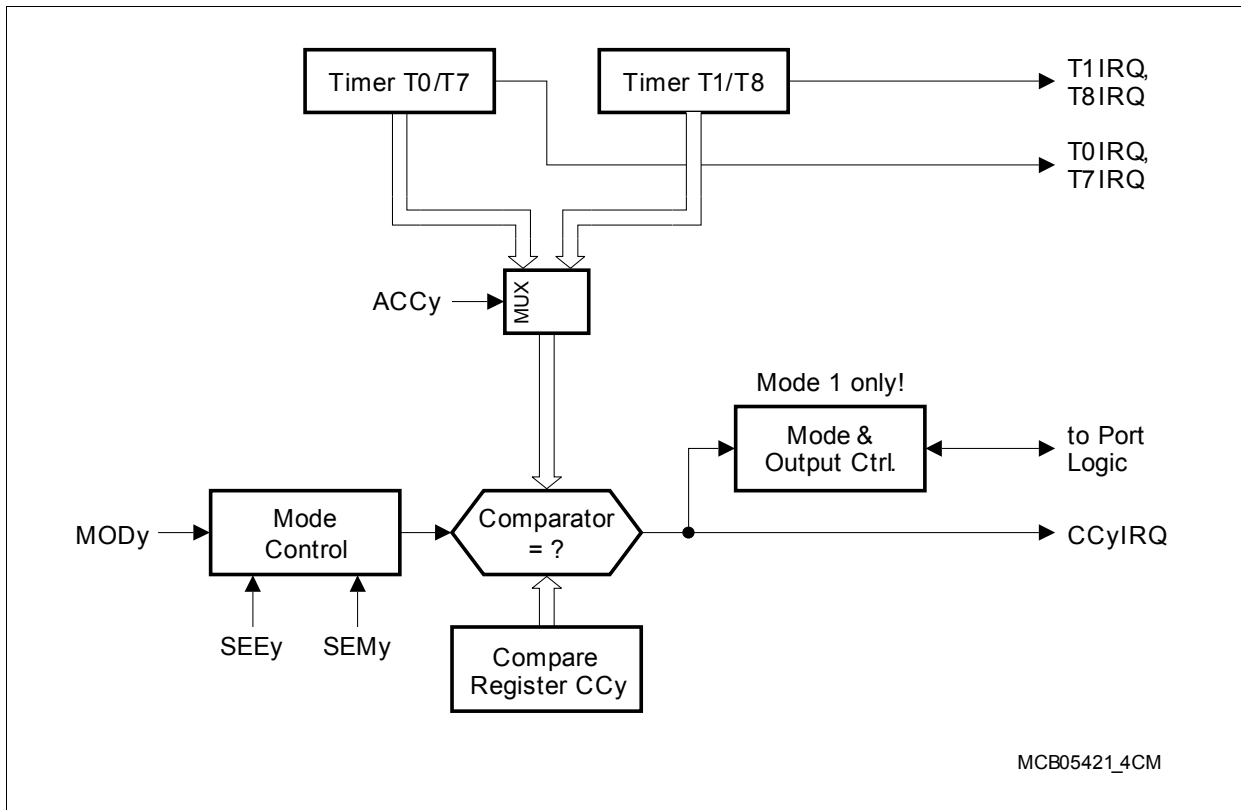 Timer T0/T7
Timer T1/T8
T1IRQ,
T8IRQ
T0IRQ,
T7IRQ
ACCy
MUX
Mode 1 only!
Mode &
Output Ctrl.
to Port
Logic
MODy
Mode
Control
Comparator
= ?
CCyIRQ
SEEy
SEMy
Compare
Register CCy
MCB05421_4CM